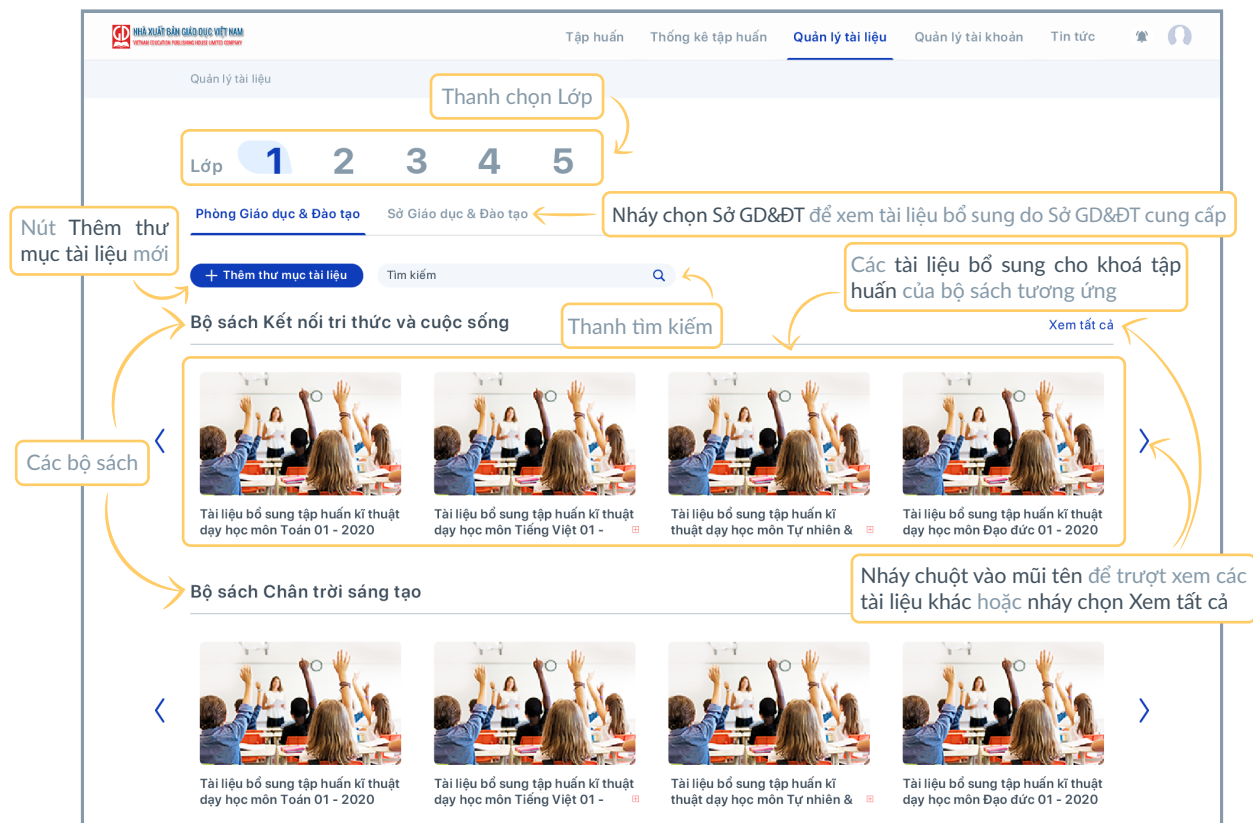 NHÀ XUẤT BẢN GIÁO DỤC VIỆT NAM
VIETNAM EDUCATION PUBLISHING HOUSE LIMITED COMPANY
Tập huấn Thống kê tập huấn Quản lý tài liệu Quản lý tài khoản Tin tức
Quản lý tài liệu
Thanh chọn Lớp
Lớp 1 2 3 4 5
Phòng Giáo dục & Đào tạo Sở Giáo dục & Đào tạo
Nháy chọn Sở GD&ĐT để xem tài liệu bổ sung do Sở GD&ĐT cung cấp
Nút Thêm thư
mục tài liệu mới
+ Thêm thư mục tài liệu
Tìm kiếm
Các tài liệu bổ sung cho khoá tập
huấn của bộ sách tương ứng
Bộ sách Kết nối tri thức và cuộc sống
Thanh tìm kiếm
Xem tất cả
Các bộ sách
Tài liệu bổ sung tập huấn kĩ thuật
dạy học môn Toán 01 - 2020
Tài liệu bổ sung tập huấn kĩ thuật
dạy học môn Tiếng Việt 01 -
Tài liệu bổ sung tập huấn kĩ
thuật dạy học môn Tự nhiên &
Tài liệu bổ sung tập huấn kĩ thuật
dạy học môn Đạo đức 01 - 2020
Nháy chuột vào mũi tên để trượt xem các
tài liệu khác hoặc nháy chọn Xem tất cả
Bộ sách Chân trời sáng tạo
Tài liệu bổ sung tập huấn kĩ thuật
dạy học môn Toán 01 - 2020
Tài liệu bổ sung tập huấn kĩ thuật
dạy học môn Tiếng Việt 01 -
Tài liệu bổ sung tập huấn kĩ
thuật dạy học môn Tự nhiên &
Tài liệu bổ sung tập huấn kĩ thuật
dạy học môn Đạo đức 01 - 2020